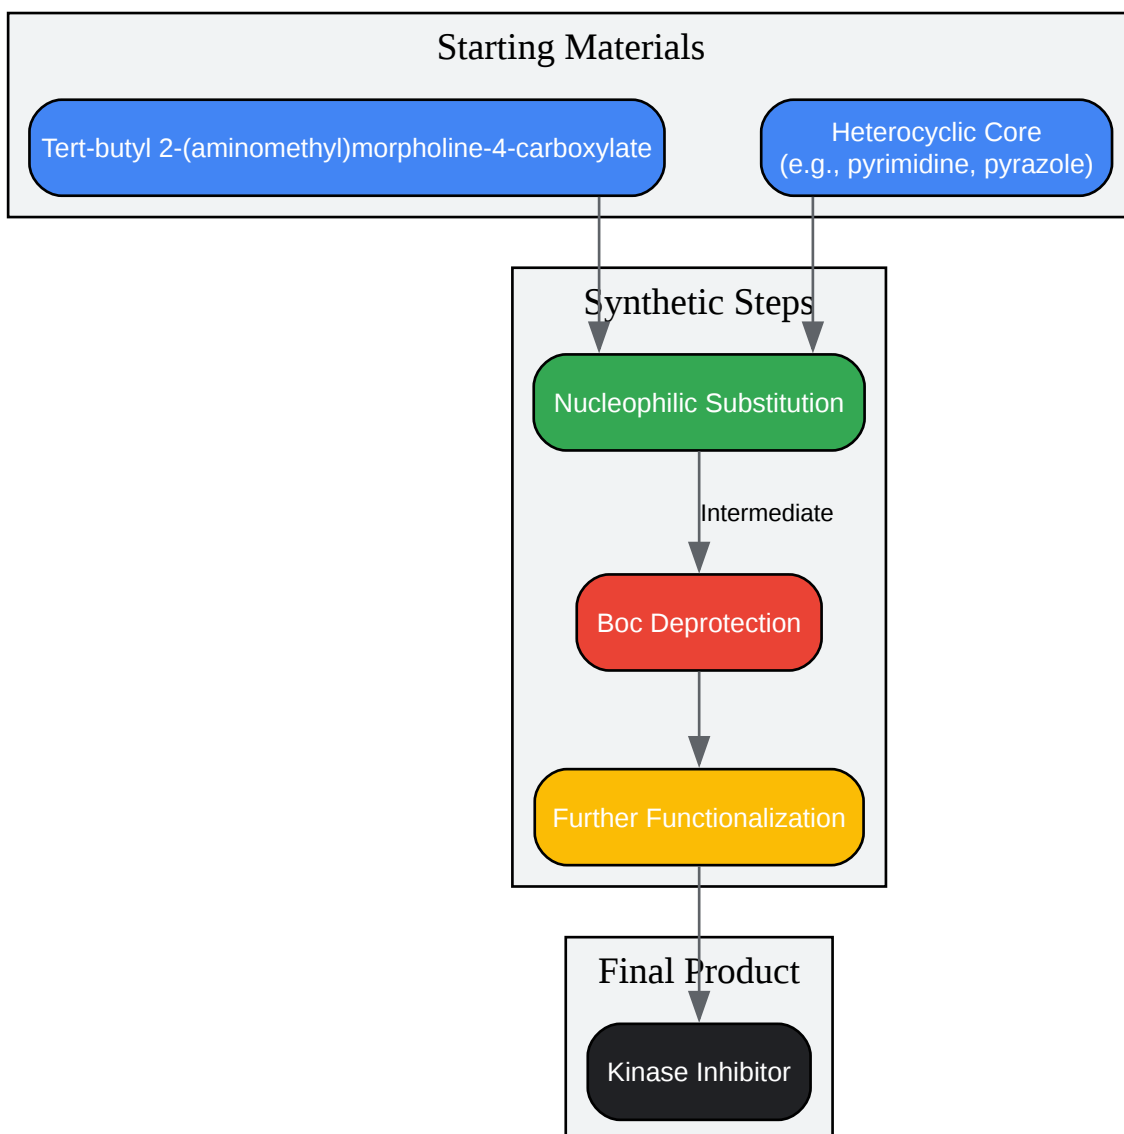 Starting Materials
Tert-butyl 2-(aminomethyl)morpholine-4-carboxylate
Heterocyclic Core
(e.g., pyrimidine, pyrazole)
Synthetic Steps
Nucleophilic Substitution
Intermediate
Boc Deprotection
Further Functionalization
Final Product
Kinase Inhibitor